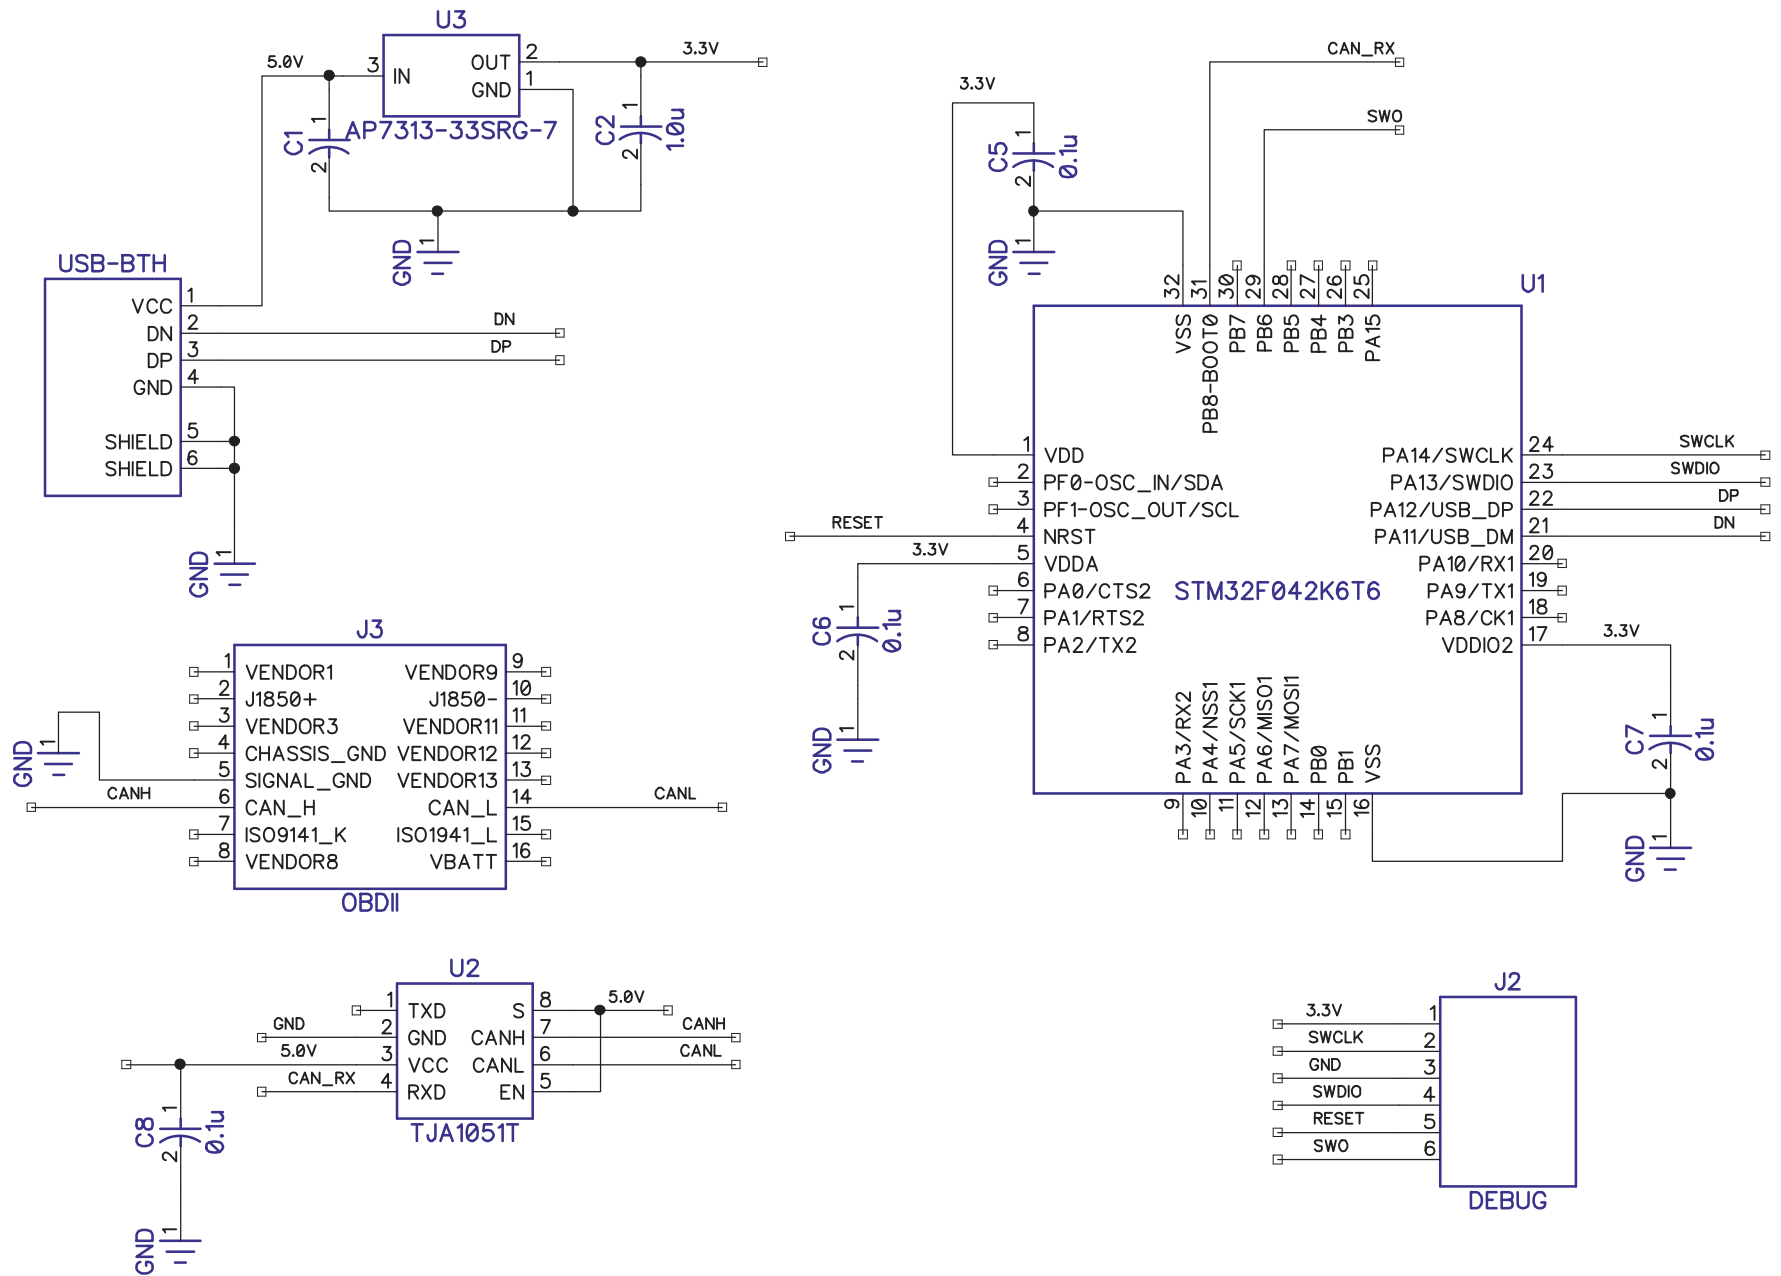 U3
5.0V
3
IN
OUT
2
3.3V
GND
1
AP7313-33SRG-7
C1
1
2
C2
1
2
1.0u
GND
1
USB-BTH
VCC
1
DN
2
DN
DP
3
DP
GND
4
SHIELD
5
SHIELD
6
GND
1
J3
1
VENDOR1
VENDOR9
9
2
J1850+
J1850-
10
3
VENDOR3
VENDOR11
11
4
CHASSIS_GND
VENDOR12
12
5
SIGNAL_GND
VENDOR13
13
GND
1
CANH
6
CAN_H
CAN_L
14
CANL
7
ISO9141_K
ISO1941_L
15
8
VENDOR8
VBATT
16
OBDII
U2
1
TXD
S
8
5.0V
GND
2
GND
CANH
7
CANH
5.0V
3
VCC
CANL
6
CANL
CAN_RX
4
RXD
EN
5
TJA1051T
C8
1
2
0.1u
GND
1
CAN_RX
SWO
3.3V
C5
1
2
0.1u
GND
1
U1
32
31
30
29
28
27
26
25
VSS
PB8-BOOT0
PB7
PB6
PB5
PB4
PB3
PA15
1
VDD
2
PF0-OSC_IN/SDA
3
PF1-OSC_OUT/SCL
RESET
4
NRST
3.3V
5
VDDA
6
PA0/CTS2
7
PA1/RTS2
8
PA2/TX2
STM32F042K6T6
PA14/SWCLK
24
SWCLK
PA13/SWDIO
23
SWDIO
PA12/USB_DP
22
DP
PA11/USB_DM
21
DN
PA10/RX1
20
PA9/TX1
19
PA8/CK1
18
VDDIO2
17
3.3V
PA3/RX2
PA4/NSS1
PA5/SCK1
PA6/MISO1
PA7/MOSI1
PB0
PB1
VSS
9
10
11
12
13
14
15
16
C6
1
2
0.1u
GND
1
C7
1
2
0.1u
GND
1
J2
3.3V
1
SWCLK
2
GND
3
SWDIO
4
RESET
5
SWO
6
DEBUG